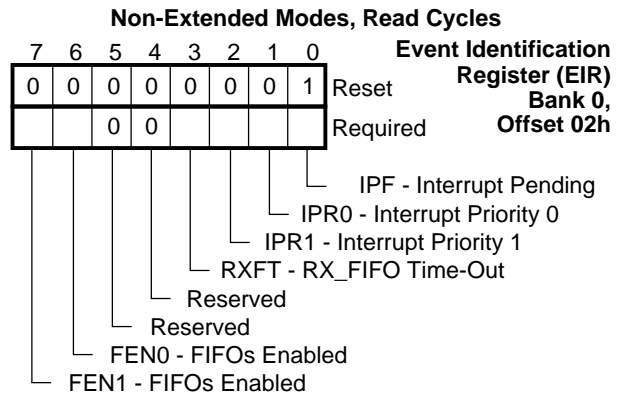 Non-Extended Modes, Read Cycles
7 6 5 4 3 2 1 0
Event Identification
Register (EIR)
Bank 0,
Offset 02h
0 0 0 0 0 0 0 1 Reset
0 0 Required
IPF - Interrupt Pending
IPR0 - Interrupt Priority 0
IPR1 - Interrupt Priority 1
RXFT - RX_FIFO Time-Out
Reserved
Reserved
FEN0 - FIFOs Enabled
FEN1 - FIFOs Enabled